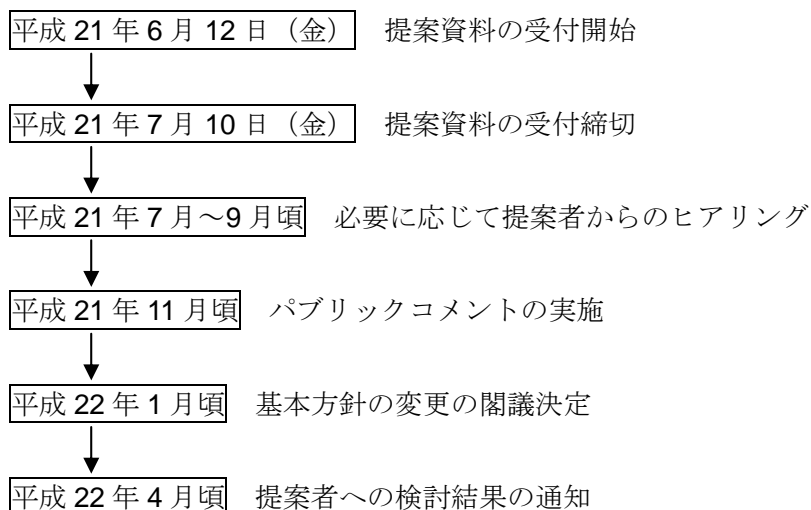 平成 21 年 6 月 12 日（金） 提案資料の受付開始
平成 21 年 7 月 10 日（金） 提案資料の受付締切
平成 21 年 7 月～9 月頃 必要に応じて提案者からのヒアリング
平成 21 年 11 月頃 パブリックコメントの実施
平成 22 年 1 月頃 基本方針の変更の閣議決定
平成 22 年 4 月頃 提案者への検討結果の通知